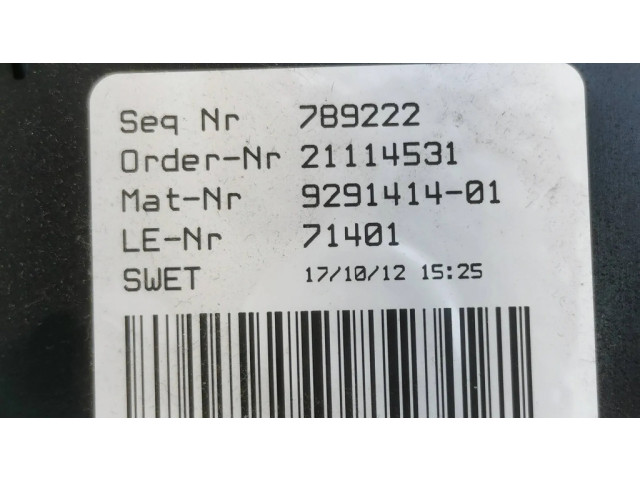 Seq Nr 789222
Order-Nr 21114531
Mat-Nr 9291414-01
LE-Nr 71401
SWET 17/10/12 15:25